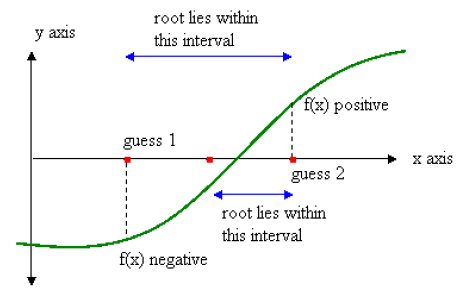 root lies within
this interval
y axis
f(x) positive
guess 1
x axis
guess 2
root lies within
this interval
f(x) negative